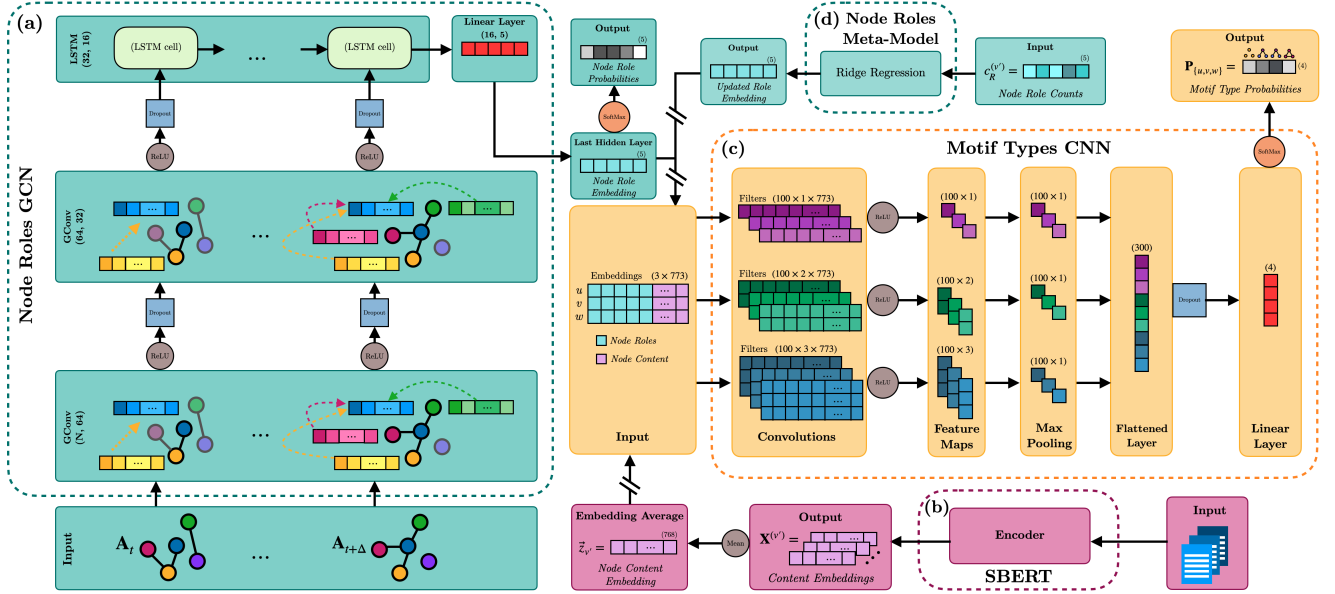 (a)
Node Roles GCN
LSTM
(32, 16)
(LSTM cell)
...
(LSTM cell)
Linear Layer
(16, 5)
Dropout
Dropout
ReLU
ReLU
GConv
(64, 32)
...
...
...
...
...
...
Dropout
Dropout
ReLU
ReLU
GConv
(N, 64)
...
...
...
...
...
...
Input
A_t
...
A_{t+Δ}
Output
(5)
Node Role
Probabilities
SoftMax
Last Hidden Layer
(5)
Node Role
Embedding
Output
(5)
Updated Role
Embedding
(d) Node Roles
Meta-Model
Ridge Regression
Input
(5)
c_R^{(v')} =
Node Role Counts
Output
P_{{u,v,w}} =
(4)
Motif Type Probabilities
SoftMax
(c)
Motif Types CNN
Embeddings (3 × 773)
u
v
w
...
...
...
Node Roles
Node Content
Input
Filters (100 × 1 × 773)
...
...
...
Filters (100 × 2 × 773)
...
...
...
Filters (100 × 3 × 773)
...
...
...
Convolutions
ReLU
ReLU
ReLU
(100 × 1)
(100 × 2)
(100 × 3)
Feature
Maps
(100 × 1)
(100 × 1)
(100 × 1)
Max
Pooling
(300)
Flattened
Layer
Dropout
(4)
Linear
Layer
Embedding Average
(768)
z⃗_{v'} =
...
Node Content
Embedding
Mean
Output
X^{(v')} =
...
...
...
Content Embeddings
(b)
Encoder
SBERT
Input